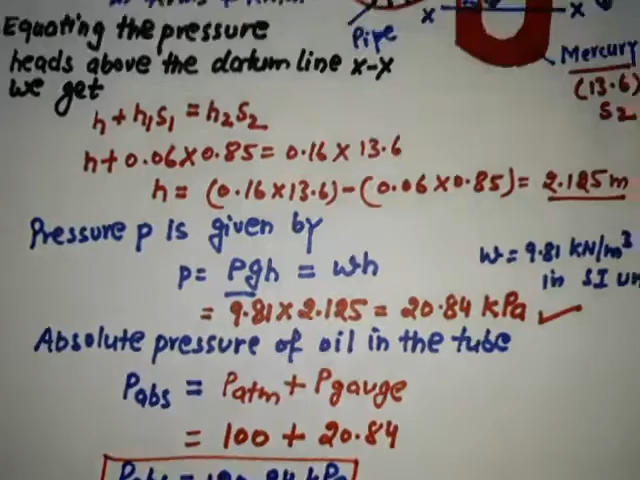 Equating the pressure
heads above the datum line x-x
we get
Pipe
x x
Mercury
(13.6)
S2
h + h1S1 = h2S2
h + 0.06 × 0.85 = 0.16 × 13.6
h = (0.16×13.6)-(0.06×0.85) = 2.125m
Pressure p is given by
w = 9.81 kN/m³
in SI un
p = ρgh = wh
= 9.81 × 2.125 = 20.84 kPa ✓
Absolute pressure of oil in the tube
Pabs = Patm + Pgauge
= 100 + 20.84